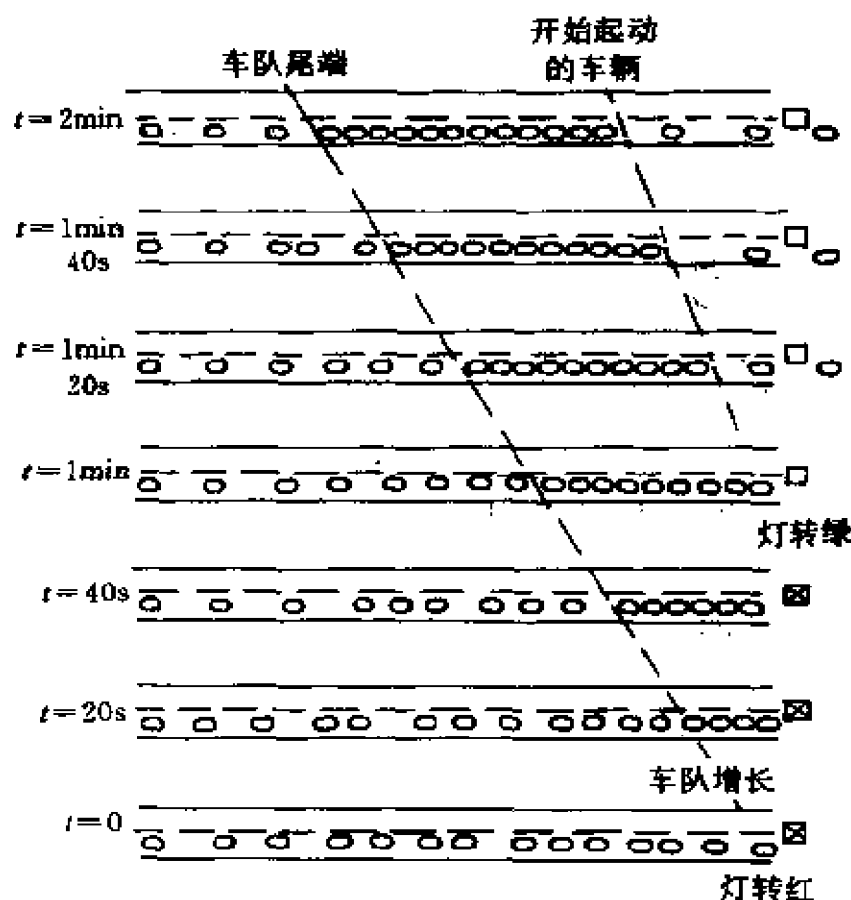 开始起动
车队尾端
的车辆
t=2min
t=1min
40s
t=1min
20s
t=1min
灯转绿
t=40s
t=20s
车队增长
t=0
灯转红